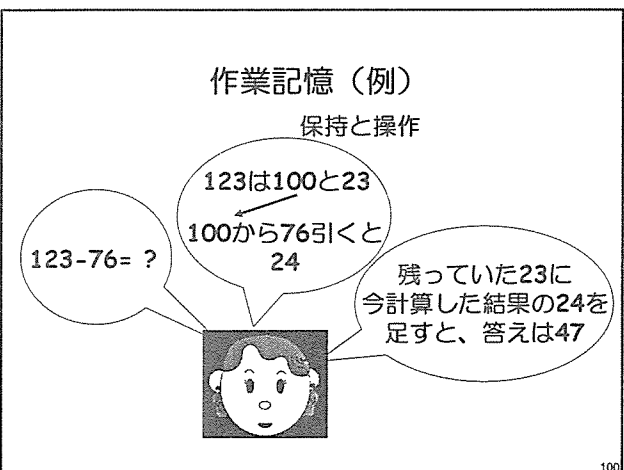 作業記憶（例）
保持と操作
123-76= ?
123は100と23
100から76引くと
24
残っていた23に
今計算した結果の24を
足すと、答えは47
100